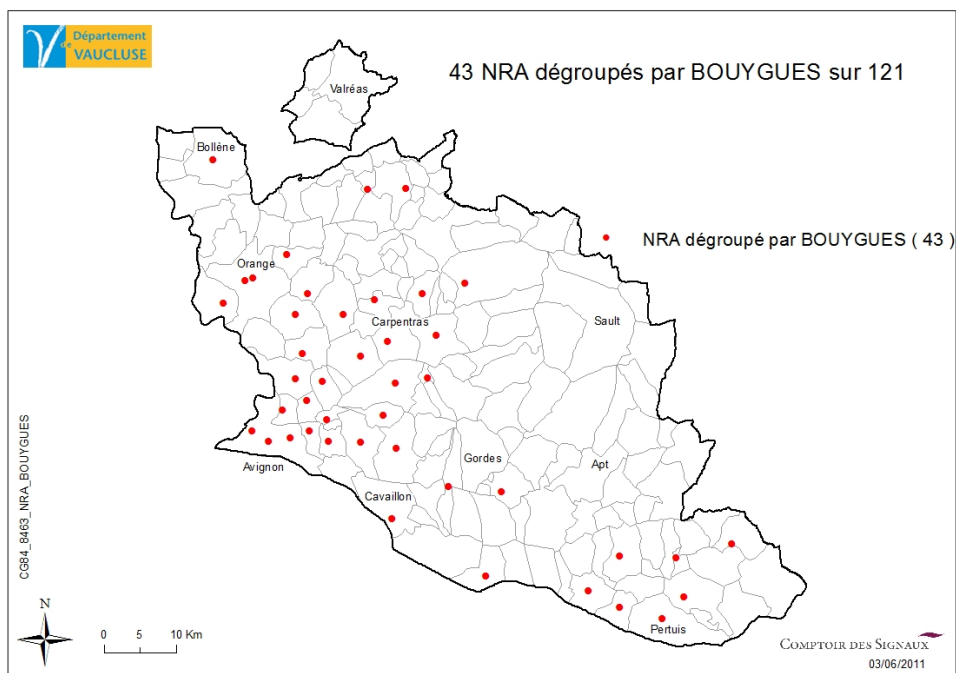 Département
de VAUCLUSE
43 NRA dégroupés par BOUYGUES sur 121
Valréas
Bollène
NRA dégroupé par BOUYGUES ( 43 )
Orange
Carpentras
Sault
Gordes
Apt
Avignon
Cavaillon
Pertuis
CG84_8463_NRA_BOUYGUES
N
0 5 10 Km
COMPTOIR DES SIGNAUX
03/06/2011